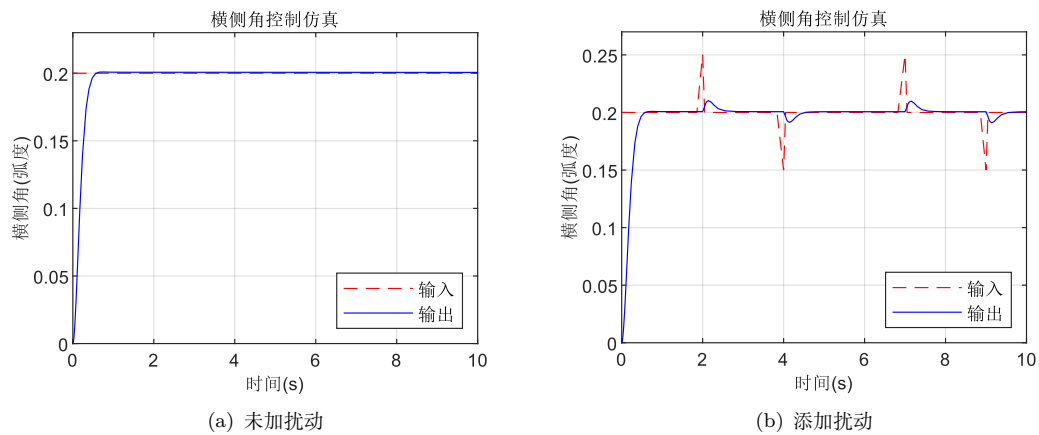 横侧角控制仿真
0.2
0.15
0.1
0.05
0
横侧角(弧度)
输入
输出
0 2 4 6 8 10
时间(s)
(a) 未加扰动
横侧角控制仿真
0.25
0.2
0.15
0.1
0.05
0
横侧角(弧度)
输入
输出
0 2 4 6 8 10
时间(s)
(b) 添加扰动